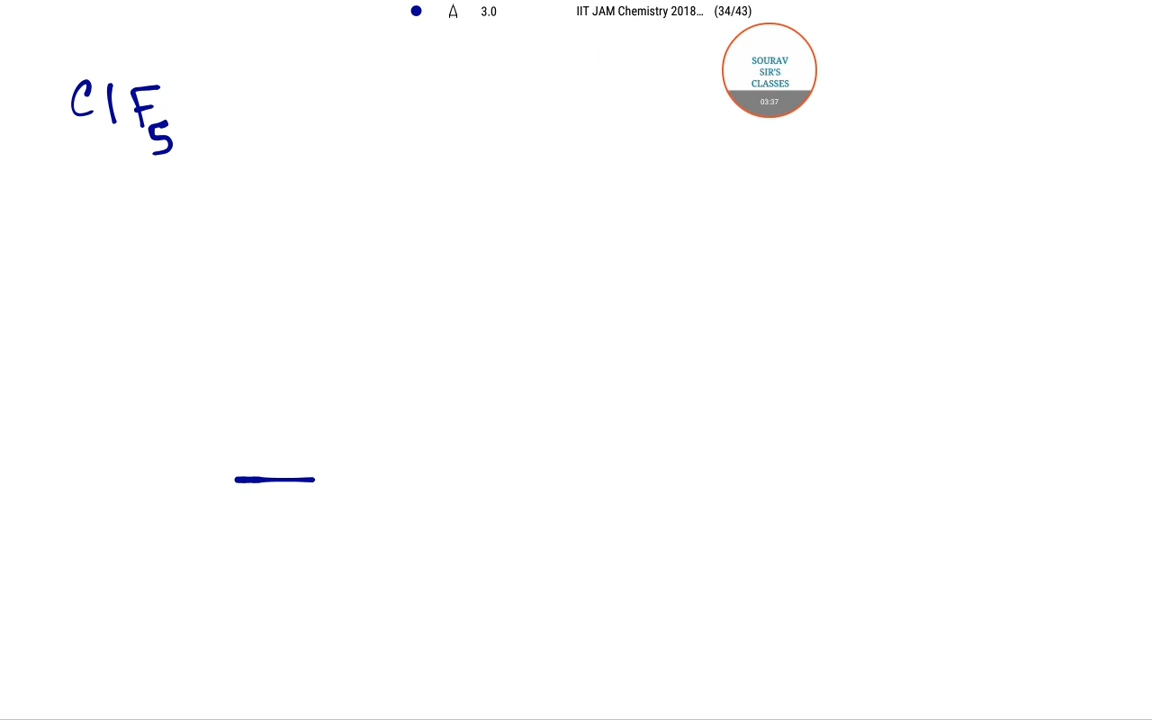 3.0 IIT JAM Chemistry 2018… (34/43)
SOURAV
SIR'S
CLASSES
03:37
ClF5